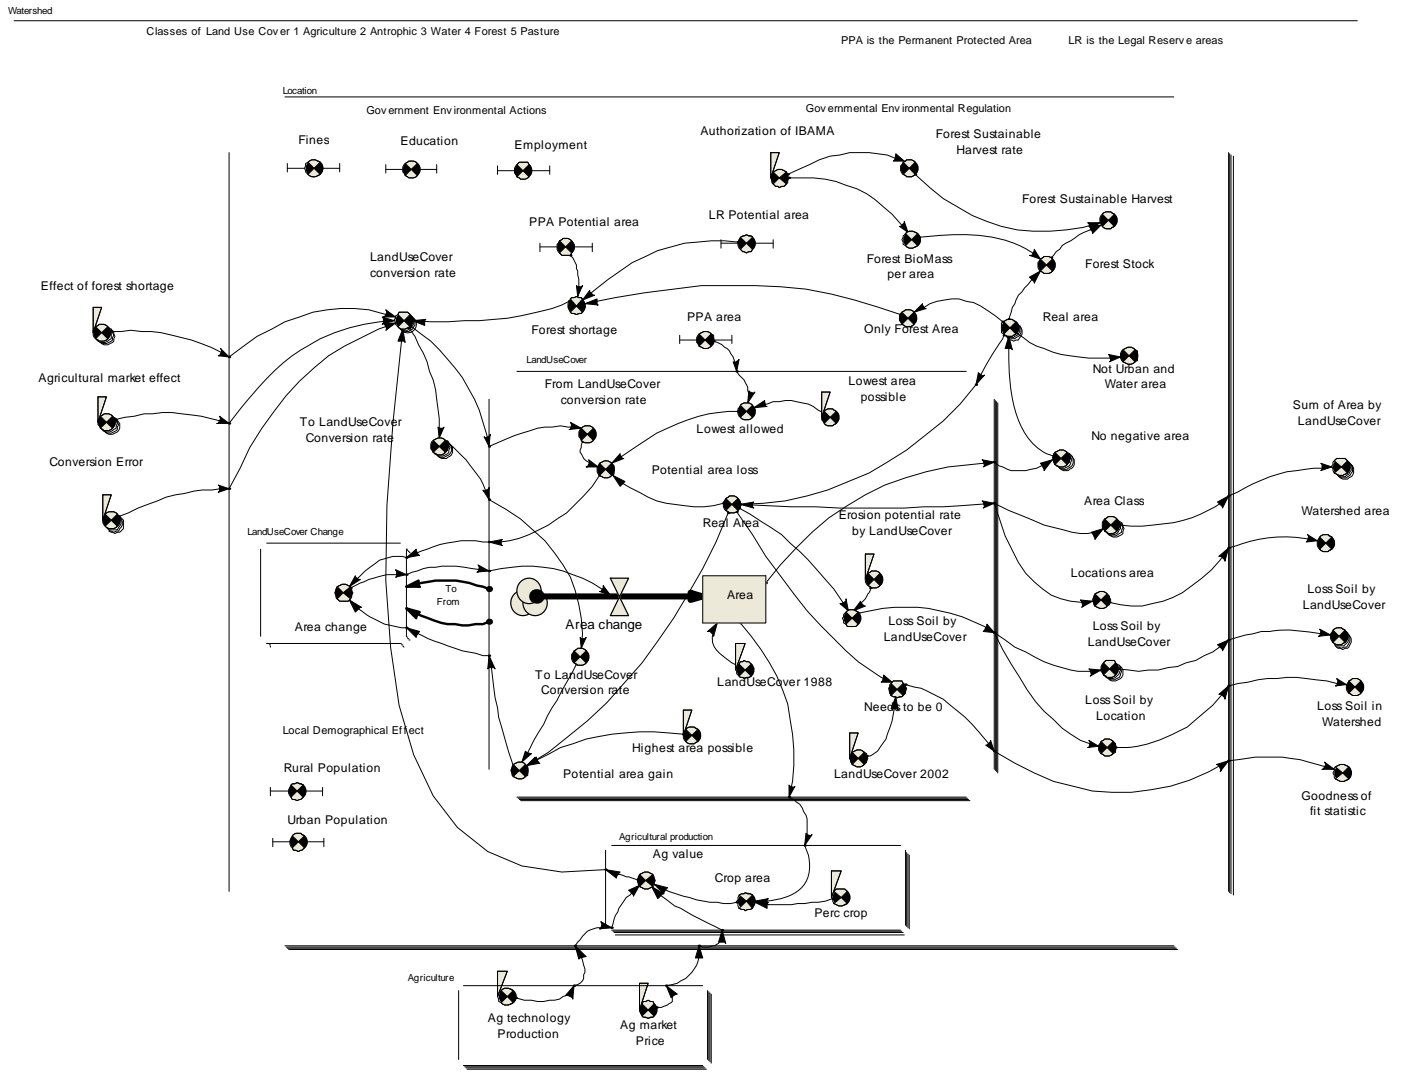 Watershed
Classes of Land Use Cover 1 Agriculture 2 Antrophic 3 Water 4 Forest 5 Pasture
PPA is the Permanent Protected Area
LR is the Legal Reserve areas
Location
Government Environmental Actions
Governmental Environmental Regulation
Fines
Education
Employment
Authorization of IBAMA
Forest Sustainable
Harvest rate
Forest Sustainable Harvest
PPA Potential area
LR Potential area
LandUseCover
conversion rate
Forest BioMass
per area
Forest Stock
Effect of forest shortage
Forest shortage
PPA area
Only Forest Area
Real area
LandUseCover
Not Urban and
Water area
Agricultural market effect
From LandUseCover
conversion rate
Lowest area
possible
Sum of Area by
LandUseCover
To LandUseCover
Conversion rate
Lowest allowed
No negative area
Conversion Error
Potential area loss
Area Class
Watershed area
Real Area
Erosion potential rate
by LandUseCover
LandUseCover Change
Locations area
To
From
Area
Loss Soil by
LandUseCover
Area change
Area change
Loss Soil by
LandUseCover
Loss Soil by
LandUseCover
To LandUseCover
Conversion rate
LandUseCover 1988
Needs to be 0
Loss Soil by
Location
Loss Soil in
Watershed
Local Demographical Effect
Highest area possible
Rural Population
Potential area gain
LandUseCover 2002
Goodness of
fit statistic
Urban Population
Agricultural production
Ag value
Crop area
Perc crop
Agriculture
Ag technology
Production
Ag market
Price